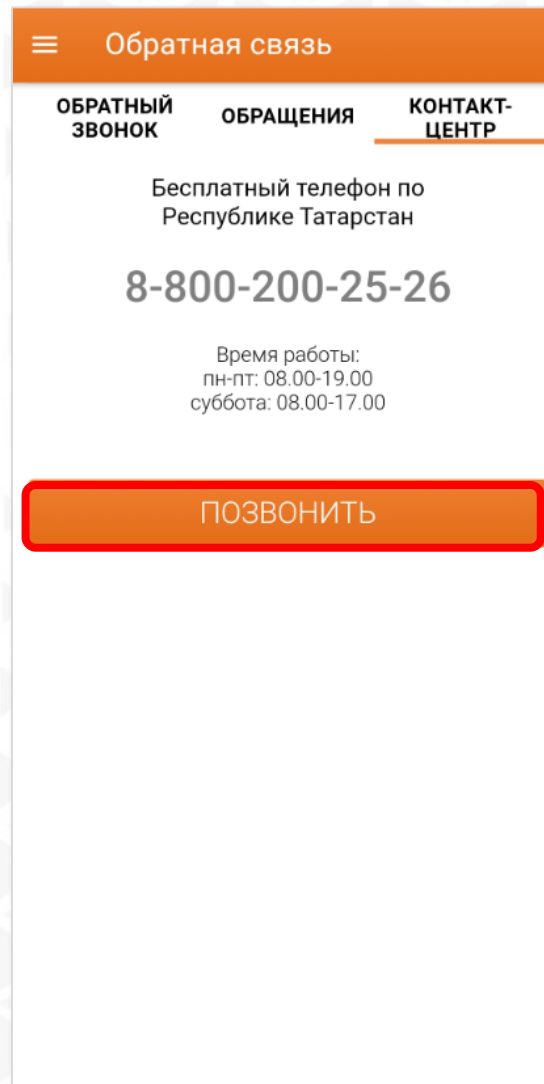 Обратная связь
ОБРАТНЫЙ
ЗВОНОК
ОБРАЩЕНИЯ
КОНТАКТ-
ЦЕНТР
Бесплатный телефон по
Республике Татарстан
8-800-200-25-26
Время работы:
пн-пт: 08.00-19.00
суббота: 08.00-17.00
ПОЗВОНИТЬ